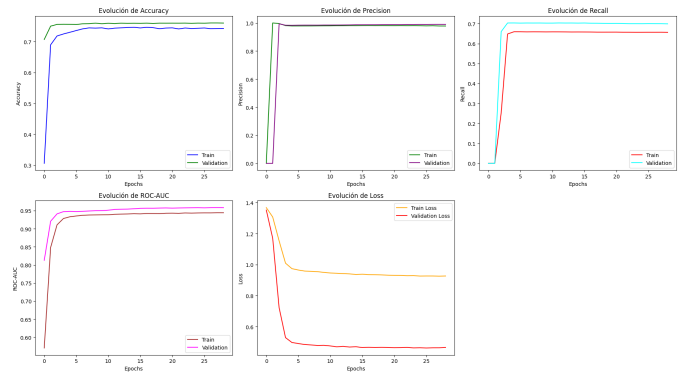 Evolución de Accuracy
Accuracy
0.7
0.6
0.5
0.4
0.3
0
5
10
15
20
25
Epochs
Train
Validation
Evolución de Precision
Precision
1.0
0.8
0.6
0.4
0.2
0.0
0
5
10
15
20
25
Epochs
Train
Validation
Evolución de Recall
Recall
0.7
0.6
0.5
0.4
0.3
0.2
0.1
0.0
0
5
10
15
20
25
Epochs
Train
Validation
Evolución de ROC-AUC
ROC-AUC
0.95
0.90
0.85
0.80
0.75
0.70
0.65
0.60
0
5
10
15
20
25
Epochs
Train
Validation
Evolución de Loss
Loss
1.4
1.2
1.0
0.8
0.6
0
5
10
15
20
25
Epochs
Train Loss
Validation Loss